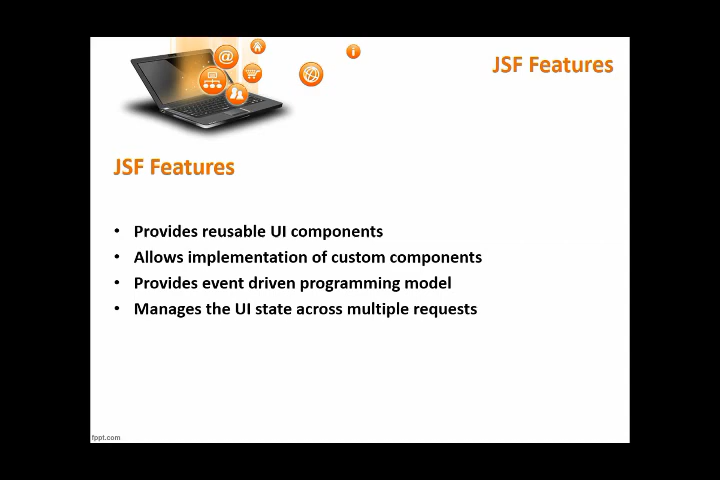 JSF Features
JSF Features
• Provides reusable UI components
• Allows implementation of custom components
• Provides event driven programming model
• Manages the UI state across multiple requests
fppt.com